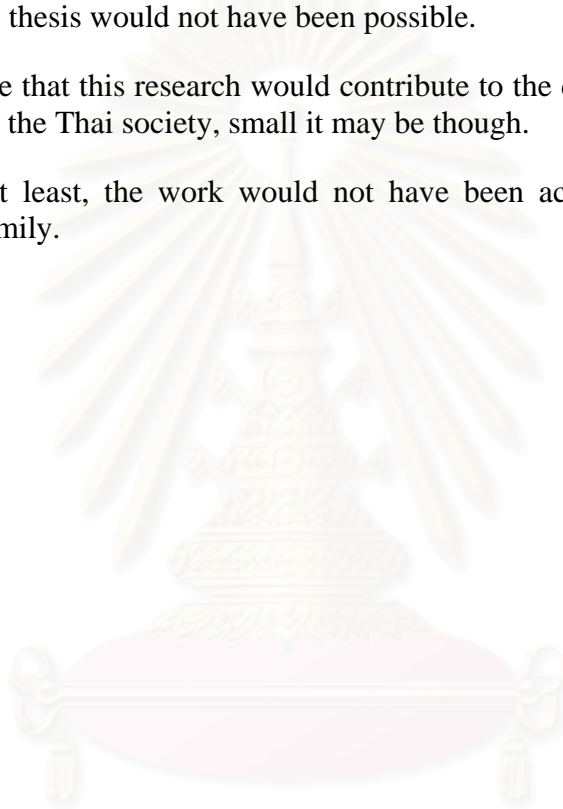 thesis would not have been possible.
e that this research would contribute to the
the Thai society, small it may be though.
t least, the work would not have been ac
mily.